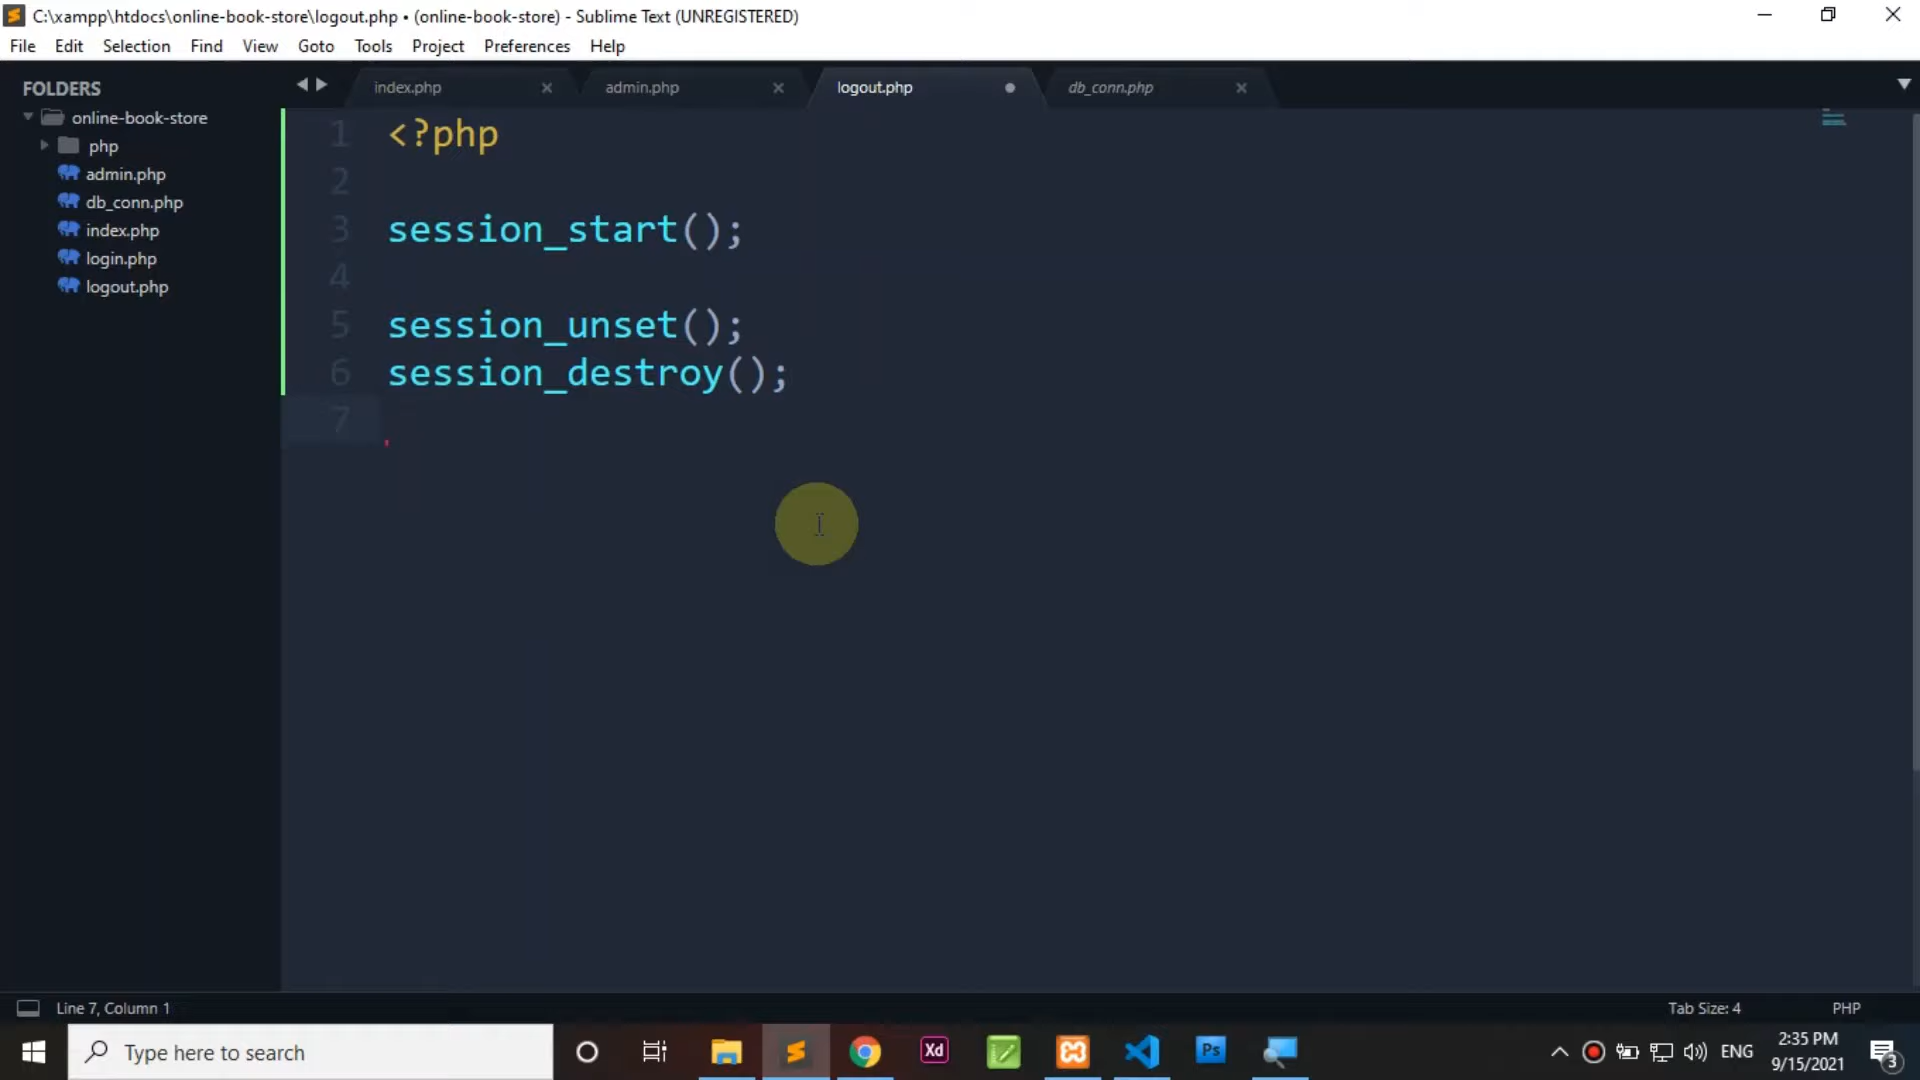 C:\xampp\htdocs\online-book-store\logout.php • (online-book-store) - Sublime Text (UNREGISTERED)
File Edit Selection Find View Goto Tools Project Preferences Help
FOLDERS
online-book-store
php
admin.php
db_conn.php
index.php
login.php
logout.php
index.php admin.php logout.php db_conn.php
1 <?php
2
3 session_start();
4
5 session_unset();
6 session_destroy();
7
Line 7, Column 1 Tab Size: 4 PHP
Type here to search
Xd
Ps
ENG
2:35 PM
9/15/2021
3